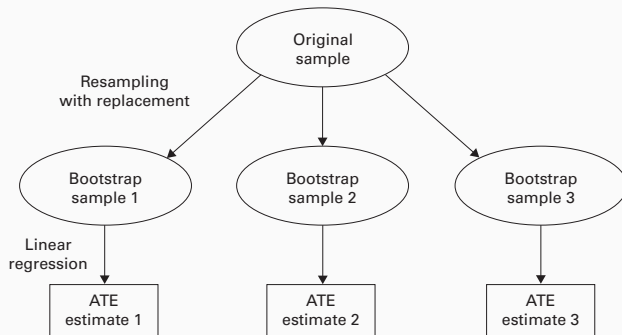 Original
sample
Resampling
with replacement
Bootstrap
sample 1
Bootstrap
sample 2
Bootstrap
sample 3
Linear
regression
ATE
estimate 1
ATE
estimate 2
ATE
estimate 3